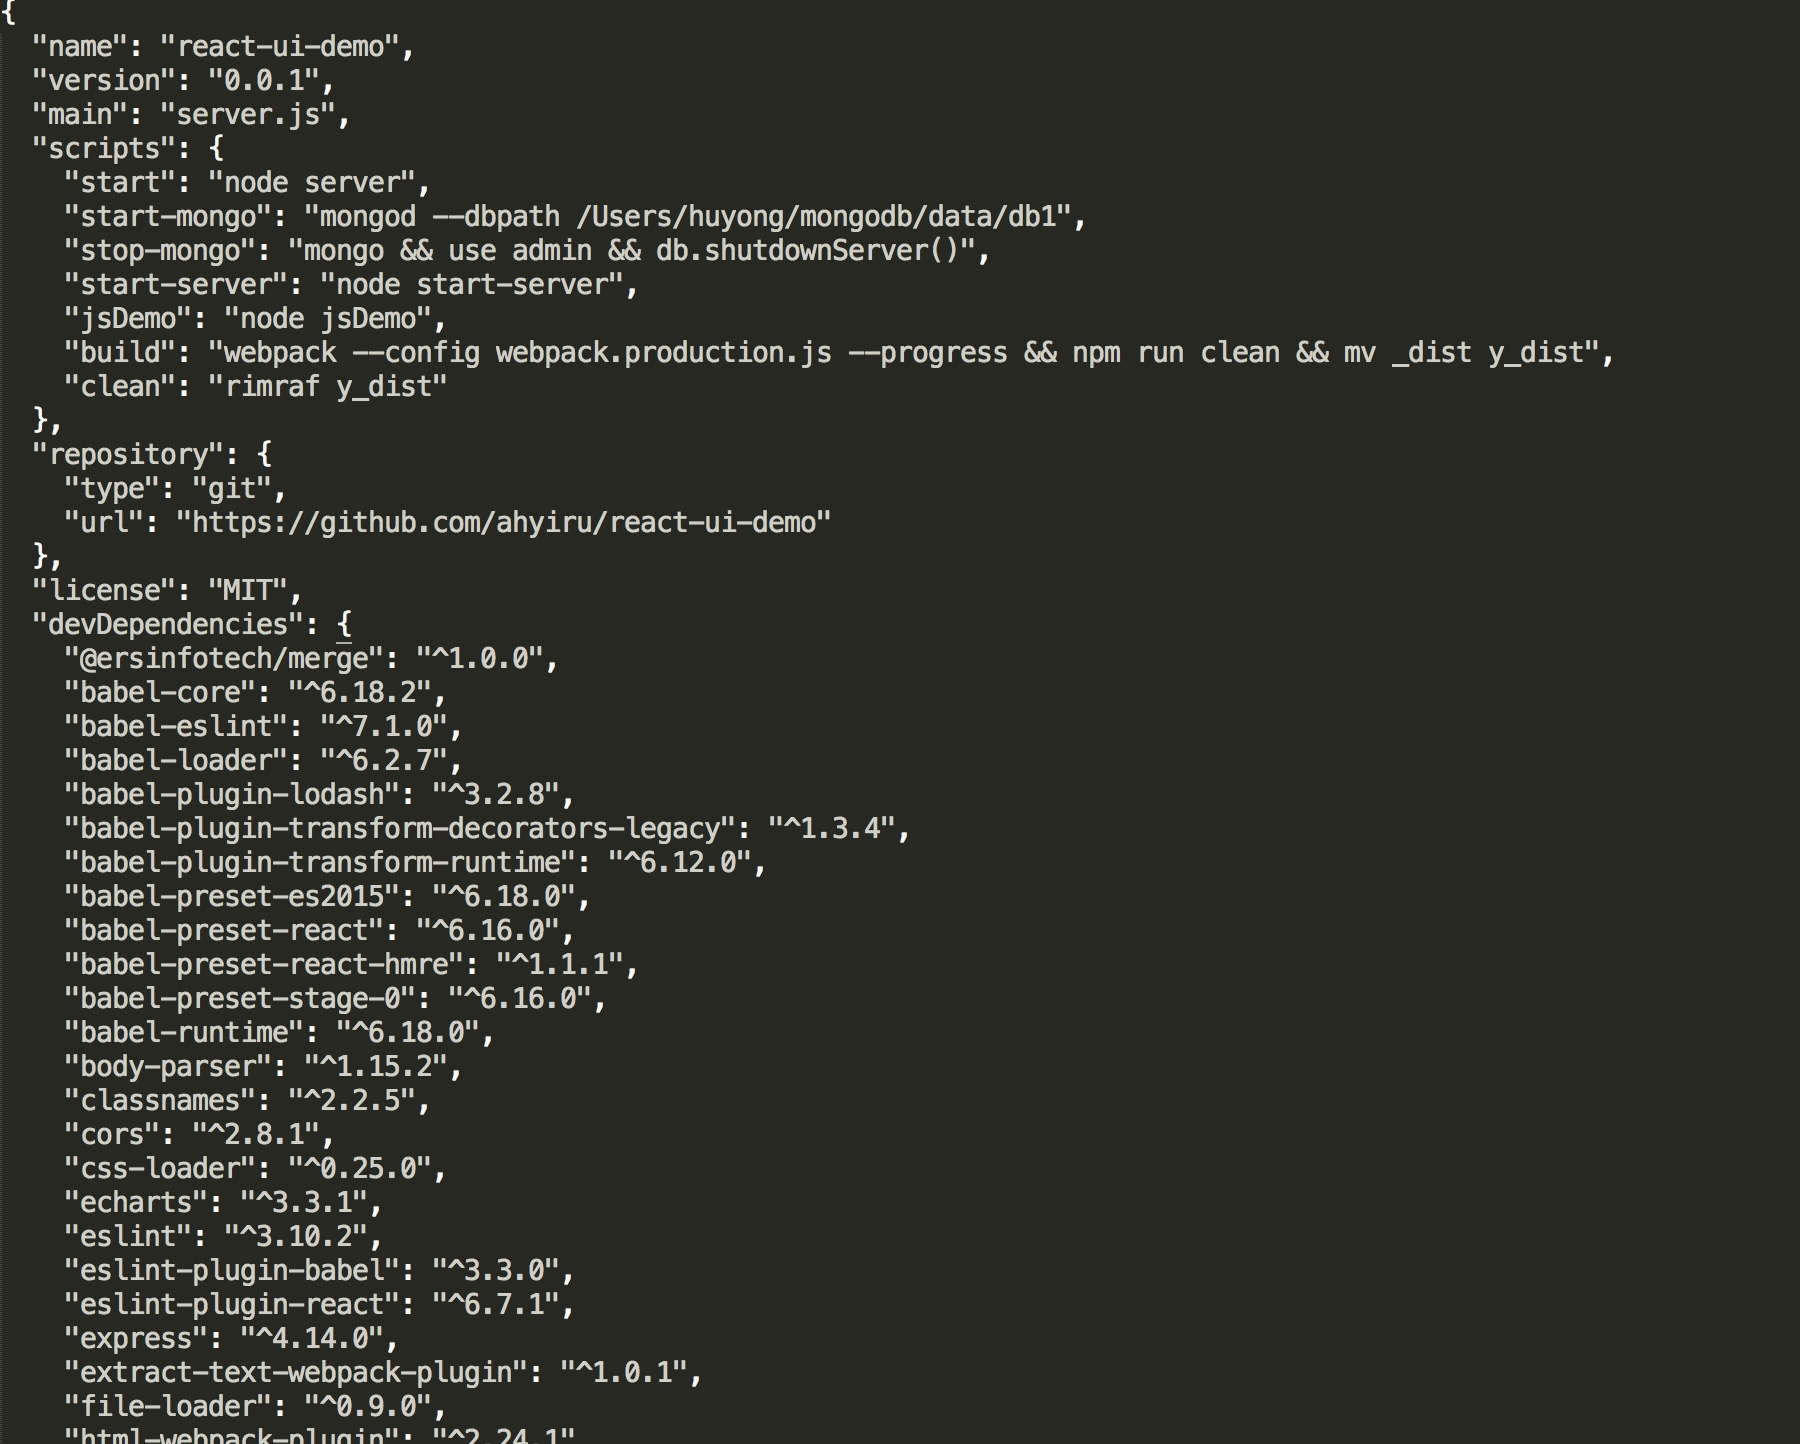 {
  "name": "react-ui-demo",
  "version": "0.0.1",
  "main": "server.js",
  "scripts": {
    "start": "node server",
    "start-mongo": "mongod --dbpath /Users/huyong/mongodb/data/db1",
    "stop-mongo": "mongo && use admin && db.shutdownServer()",
    "start-server": "node start-server",
    "jsDemo": "node jsDemo",
    "build": "webpack --config webpack.production.js --progress && npm run clean && mv _dist y_dist",
    "clean": "rimraf y_dist"
  },
  "repository": {
    "type": "git",
    "url": "https://github.com/ahyiru/react-ui-demo"
  },
  "license": "MIT",
  "devDependencies": {
    "@ersinfotech/merge": "^1.0.0",
    "babel-core": "^6.18.2",
    "babel-eslint": "^7.1.0",
    "babel-loader": "^6.2.7",
    "babel-plugin-lodash": "^3.2.8",
    "babel-plugin-transform-decorators-legacy": "^1.3.4",
    "babel-plugin-transform-runtime": "^6.12.0",
    "babel-preset-es2015": "^6.18.0",
    "babel-preset-react": "^6.16.0",
    "babel-preset-react-hmre": "^1.1.1",
    "babel-preset-stage-0": "^6.16.0",
    "babel-runtime": "^6.18.0",
    "body-parser": "^1.15.2",
    "classnames": "^2.2.5",
    "cors": "^2.8.1",
    "css-loader": "^0.25.0",
    "echarts": "^3.3.1",
    "eslint": "^3.10.2",
    "eslint-plugin-babel": "^3.3.0",
    "eslint-plugin-react": "^6.7.1",
    "express": "^4.14.0",
    "extract-text-webpack-plugin": "^1.0.1",
    "file-loader": "^0.9.0",
    "html-webpack-plugin": "^2.24.1"